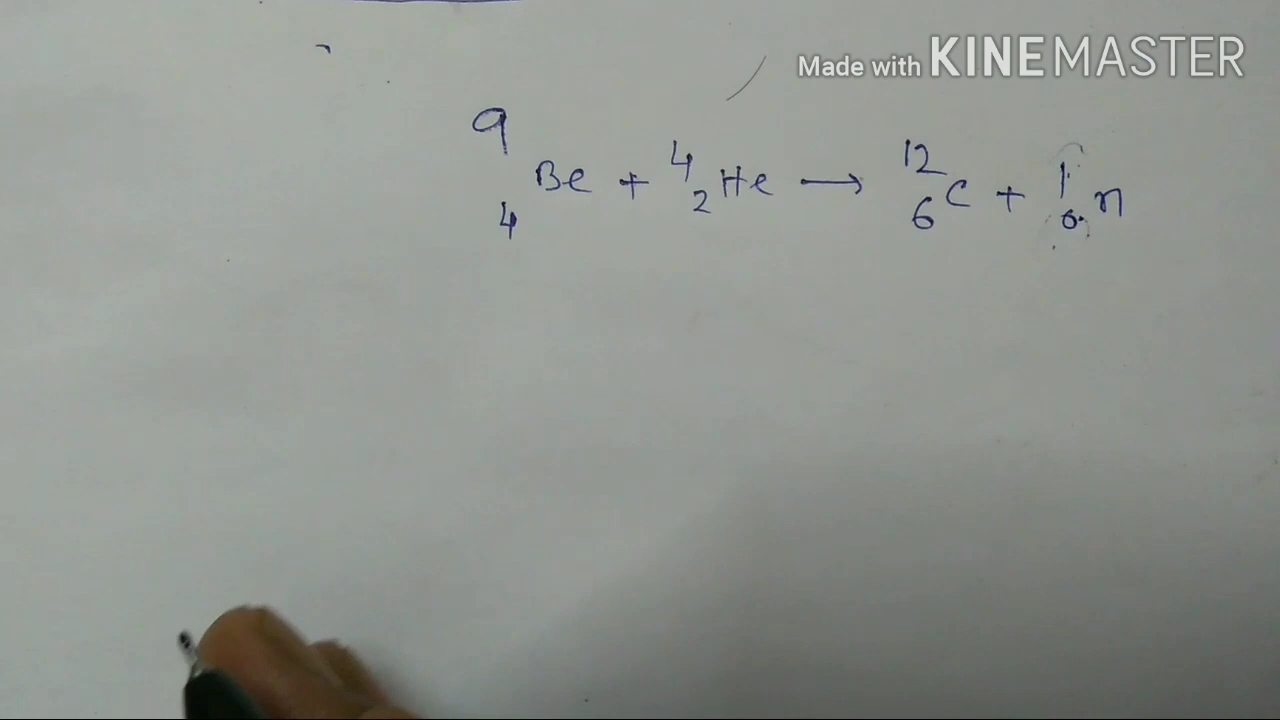 Made with KINEMASTER
⁹₄Be + ⁴₂He → ¹²₆C + ¹₀n